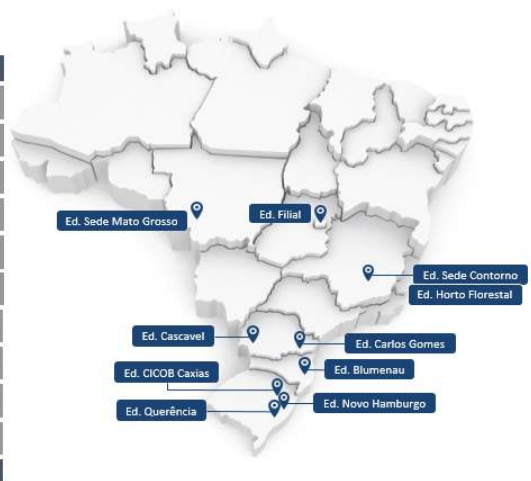 Ed. Sede Mato Grosso
Ed. Filial
Ed. Sede Contorno
Ed. Horto Florestal
Ed. Cascavel
Ed. Carlos Gomes
Ed. CICOB Caxias
Ed. Blumenau
Ed. Querência
Ed. Novo Hamburgo